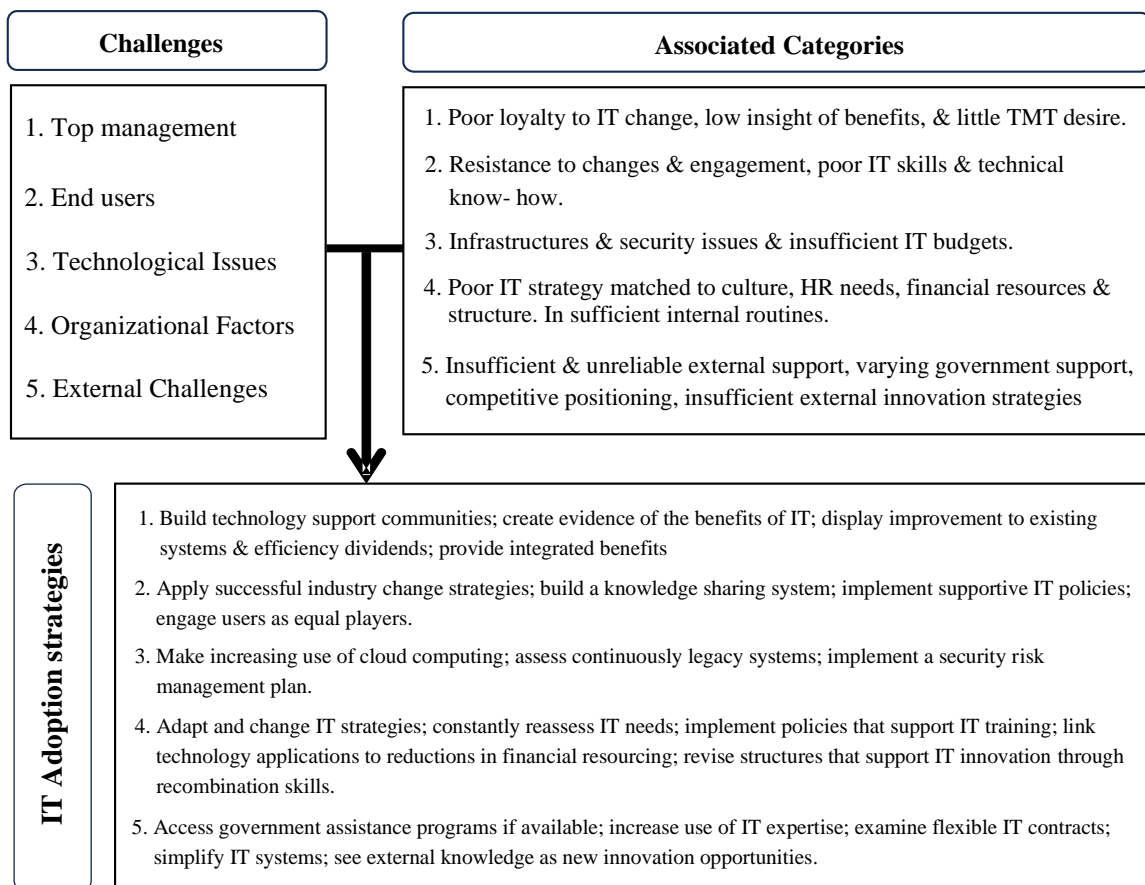 Challenges
Associated Categories
1. Top management
2. End users
3. Technological Issues
4. Organizational Factors
5. External Challenges
1. Poor loyalty to IT change, low insight of benefits, & little TMT desire.
2. Resistance to changes & engagement, poor IT skills & technical
know- how.
3. Infrastructures & security issues & insufficient IT budgets.
4. Poor IT strategy matched to culture, HR needs, financial resources &
structure. In sufficient internal routines.
5. Insufficient & unreliable external support, varying government support,
competitive positioning, insufficient external innovation strategies
IT Adoption strategies
1. Build technology support communities; create evidence of the benefits of IT; display improvement to existing
systems & efficiency dividends; provide integrated benefits
2. Apply successful industry change strategies; build a knowledge sharing system; implement supportive IT policies;
engage users as equal players.
3. Make increasing use of cloud computing; assess continuously legacy systems; implement a security risk
management plan.
4. Adapt and change IT strategies; constantly reassess IT needs; implement policies that support IT training; link
technology applications to reductions in financial resourcing; revise structures that support IT innovation through
recombination skills.
5. Access government assistance programs if available; increase use of IT expertise; examine flexible IT contracts;
simplify IT systems; see external knowledge as new innovation opportunities.